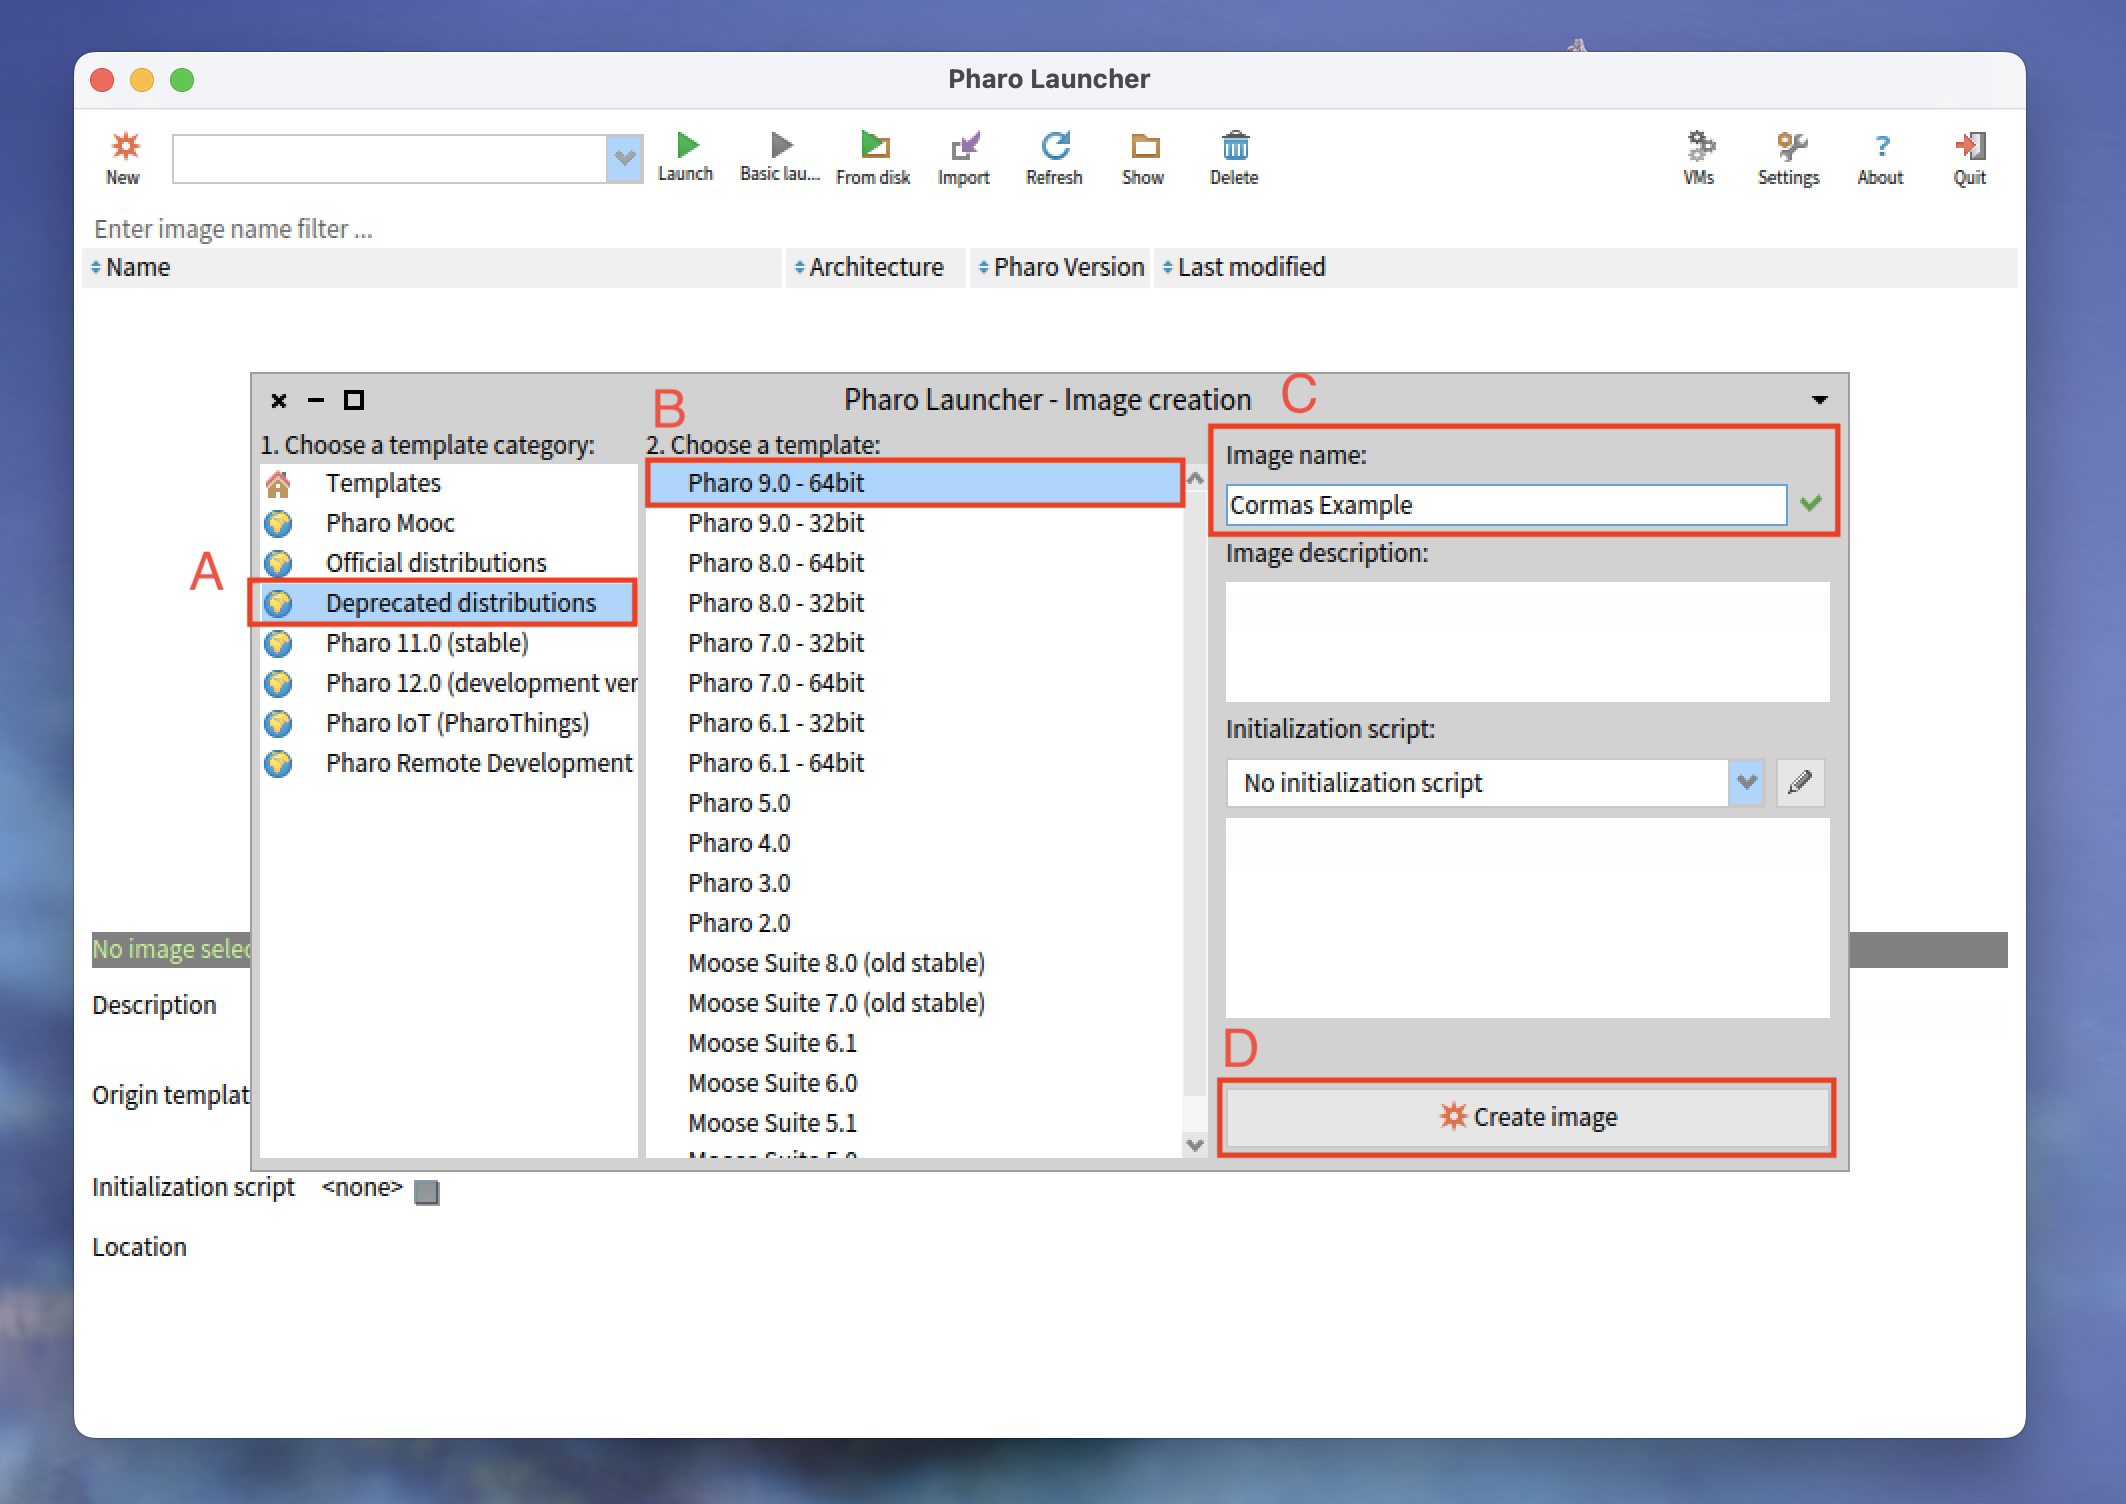 Pharo Launcher
New
Launch
Basic lau...
From disk
Import
Refresh
Show
Delete
VMs
Settings
? About
Quit
Enter image name filter ...
Name
Architecture
Pharo Version
Last modified
Pharo Launcher - Image creation
A
B
C
D
1. Choose a template category:
Templates
Pharo Mooc
Official distributions
Deprecated distributions
Pharo 11.0 (stable)
Pharo 12.0 (development ver
Pharo IoT (PharoThings)
Pharo Remote Development
2. Choose a template:
Pharo 9.0 - 64bit
Pharo 9.0 - 32bit
Pharo 8.0 - 64bit
Pharo 8.0 - 32bit
Pharo 7.0 - 32bit
Pharo 7.0 - 64bit
Pharo 6.1 - 32bit
Pharo 6.1 - 64bit
Pharo 5.0
Pharo 4.0
Pharo 3.0
Pharo 2.0
Moose Suite 8.0 (old stable)
Moose Suite 7.0 (old stable)
Moose Suite 6.1
Moose Suite 6.0
Moose Suite 5.1
Image name:
Cormas Example
Image description:
Initialization script:
No initialization script
Create image
No image selec
Description
Origin templat
Initialization script <none>
Location